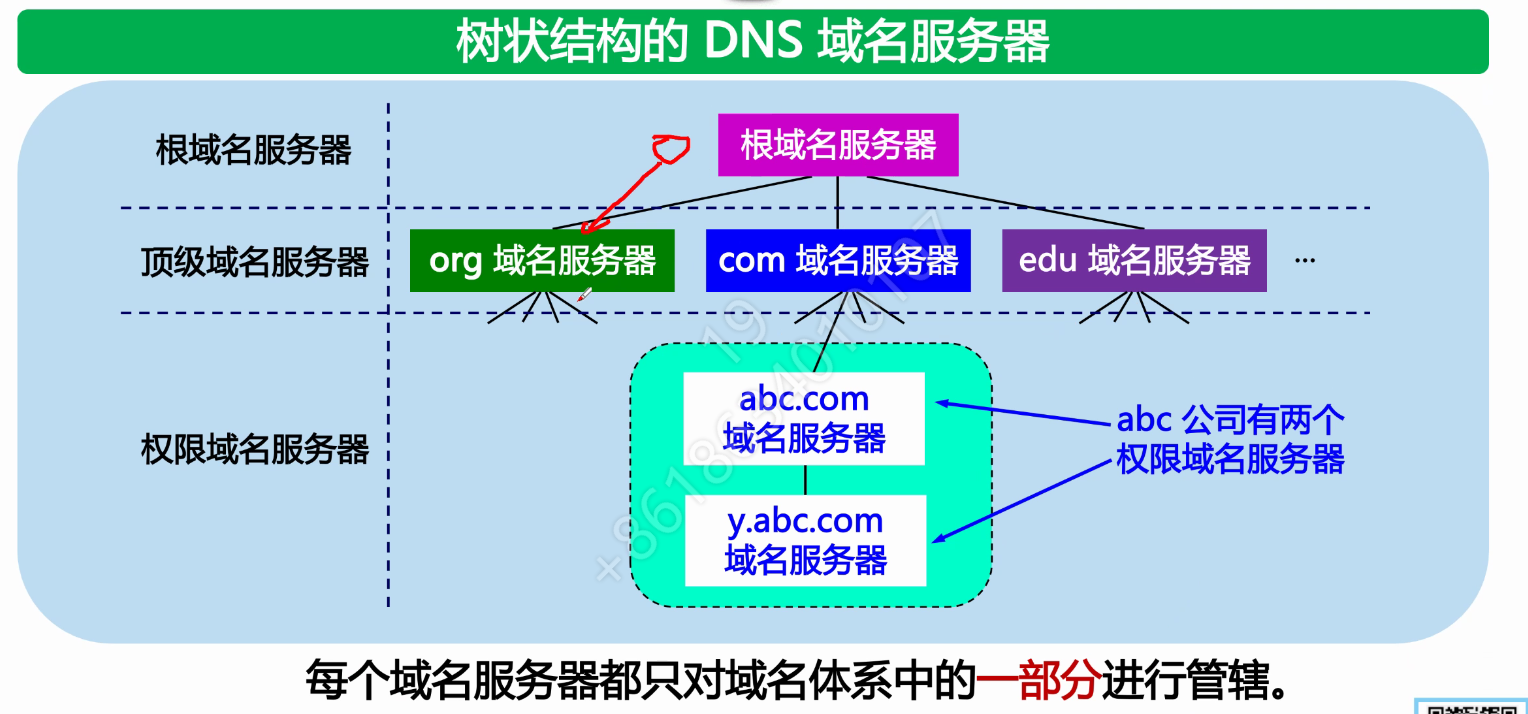 树状结构的 DNS 域名服务器
根域名服务器
根域名服务器
顶级域名服务器
org 域名服务器
com 域名服务器
edu 域名服务器
...
权限域名服务器
abc.com
域名服务器
y.abc.com
域名服务器
abc 公司有两个
权限域名服务器
每个域名服务器都只对域名体系中的一部分进行管辖。